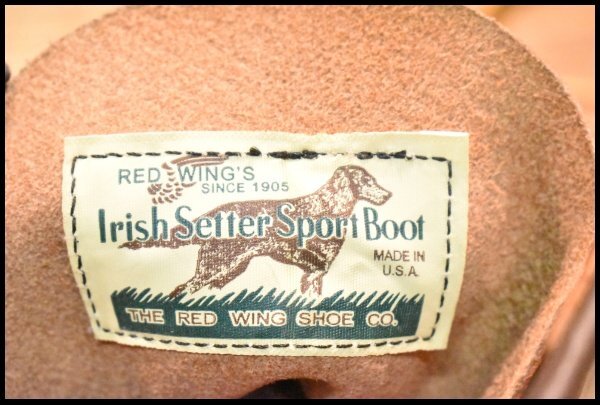 RED WING'S
SINCE 1905
Irish Setter Sport Boot
MADE IN
U.S.A.
THE RED WING SHOE CO.